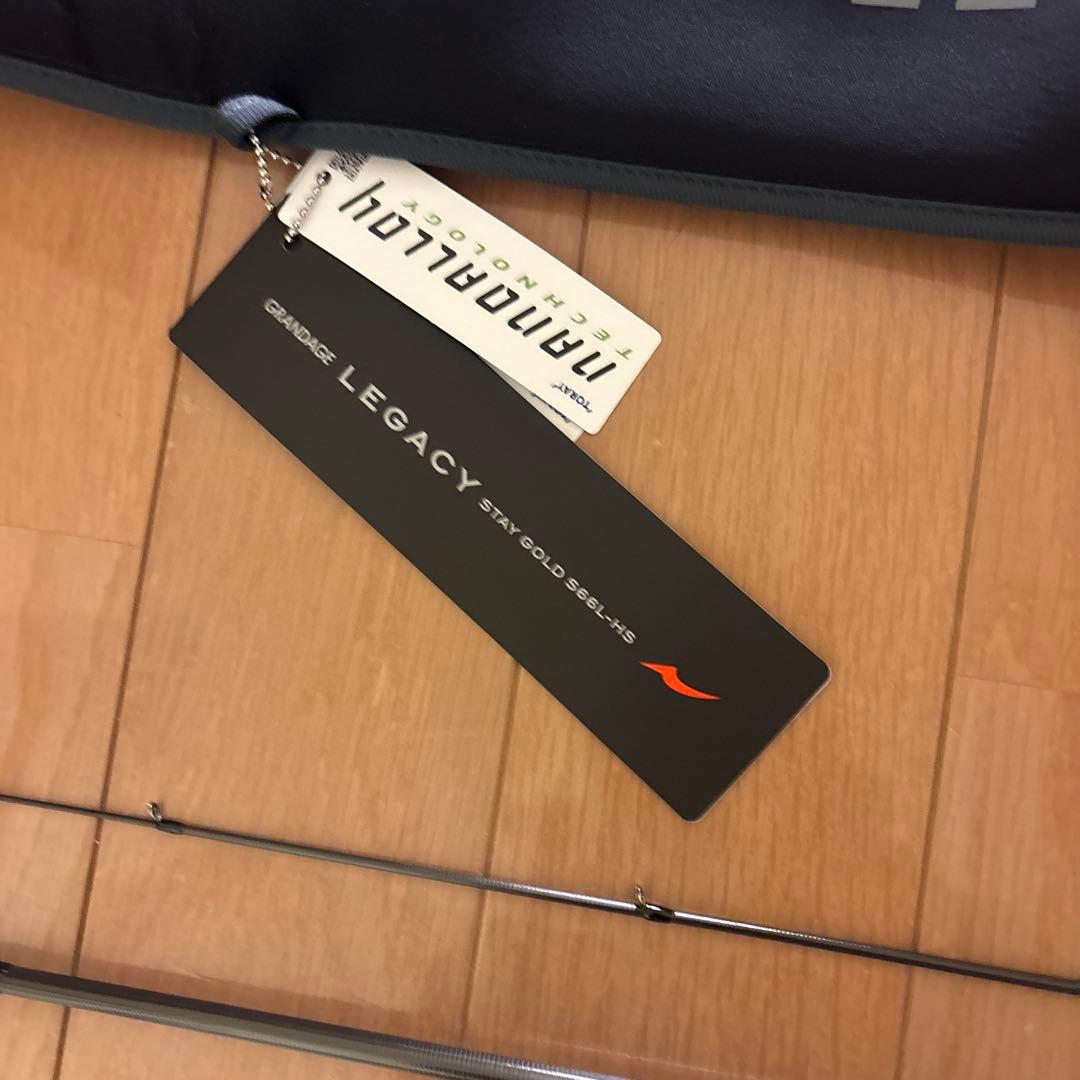 GRANDAGE LEGACY STAY GOLD S66L-HS
NANOALLOY
TECHNOLOGY
"TORAY"